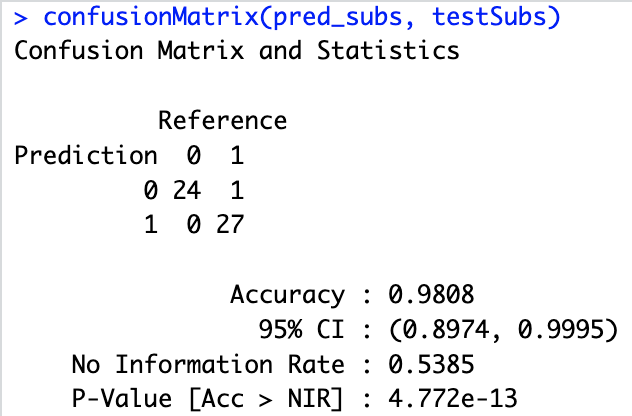 > confusionMatrix(pred_subs, testSubs)
Confusion Matrix and Statistics
Reference
Prediction 0 1
0 24 1
1 0 27
Accuracy : 0.9808
95% CI : (0.8974, 0.9995)
No Information Rate : 0.5385
P-Value [Acc > NIR] : 4.772e-13